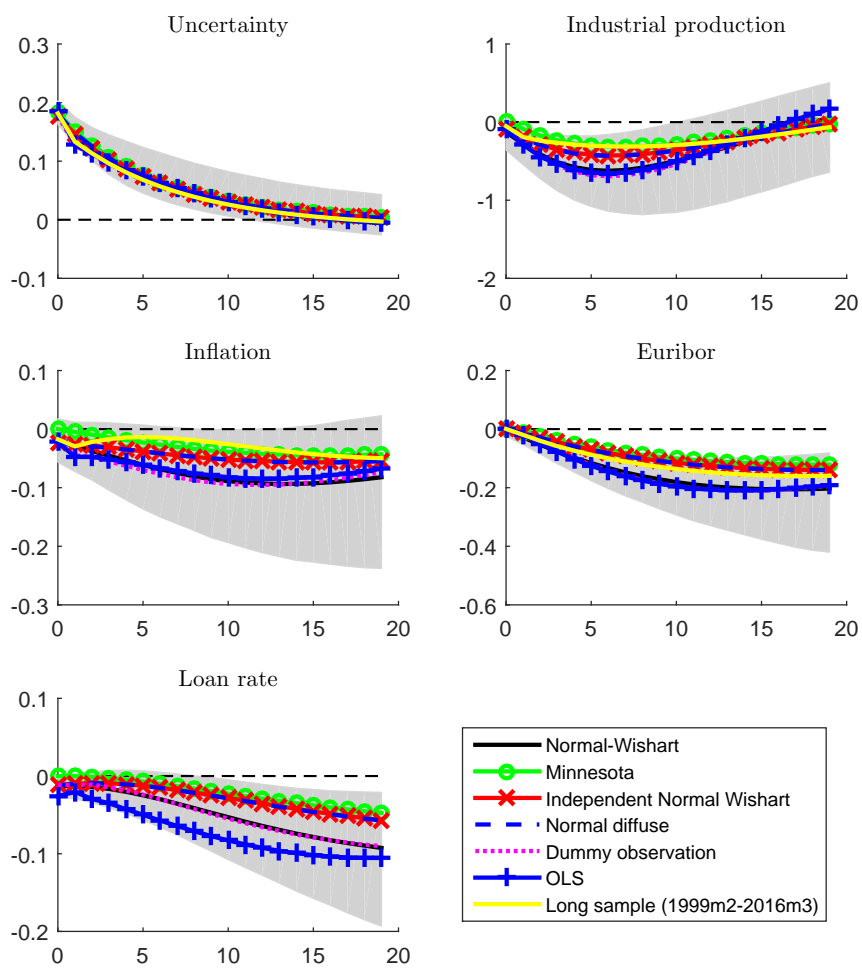 Uncertainty
0.3
0.2
0.1
0
-0.1
0 5 10 15 20
Industrial production
1
0
-1
-2
0 5 10 15 20
Inflation
0.1
0
-0.1
-0.2
-0.3
0 5 10 15 20
Euribor
0.2
0
-0.2
-0.4
-0.6
0 5 10 15 20
Loan rate
0.1
0
-0.1
-0.2
0 5 10 15 20
Normal-Wishart
Minnesota
Independent Normal Wishart
Normal diffuse
Dummy observation
OLS
Long sample (1999m2-2016m3)